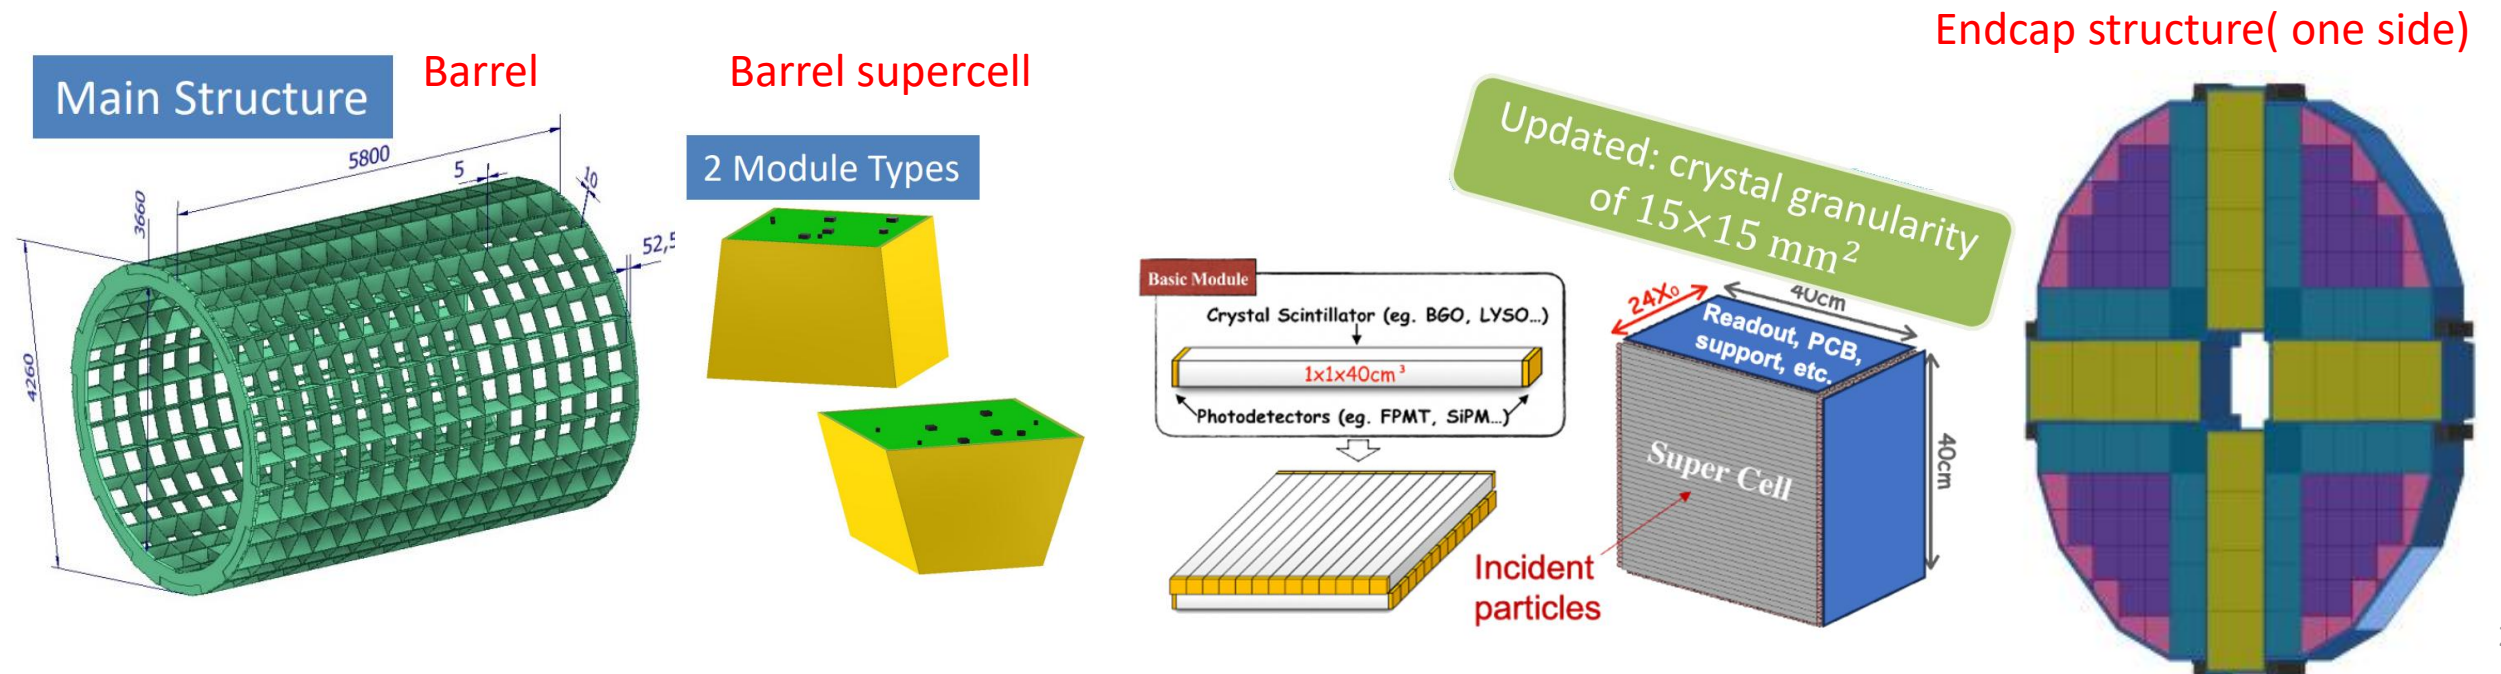 Endcap structure( one side)
Main Structure
Barrel
Barrel supercell
2 Module Types
5800
5
10
3660
4260
Updated: crystal granularity
of 15×15 mm²
Basic Module
Crystal Scintillator (eg. BGO, LYSO…)
1x1x40cm³
Photodetectors (eg. FPMT, SiPM…)
24X₀
40cm
Readout, PCB,
support, etc.
Super Cell
40cm
Incident
particles